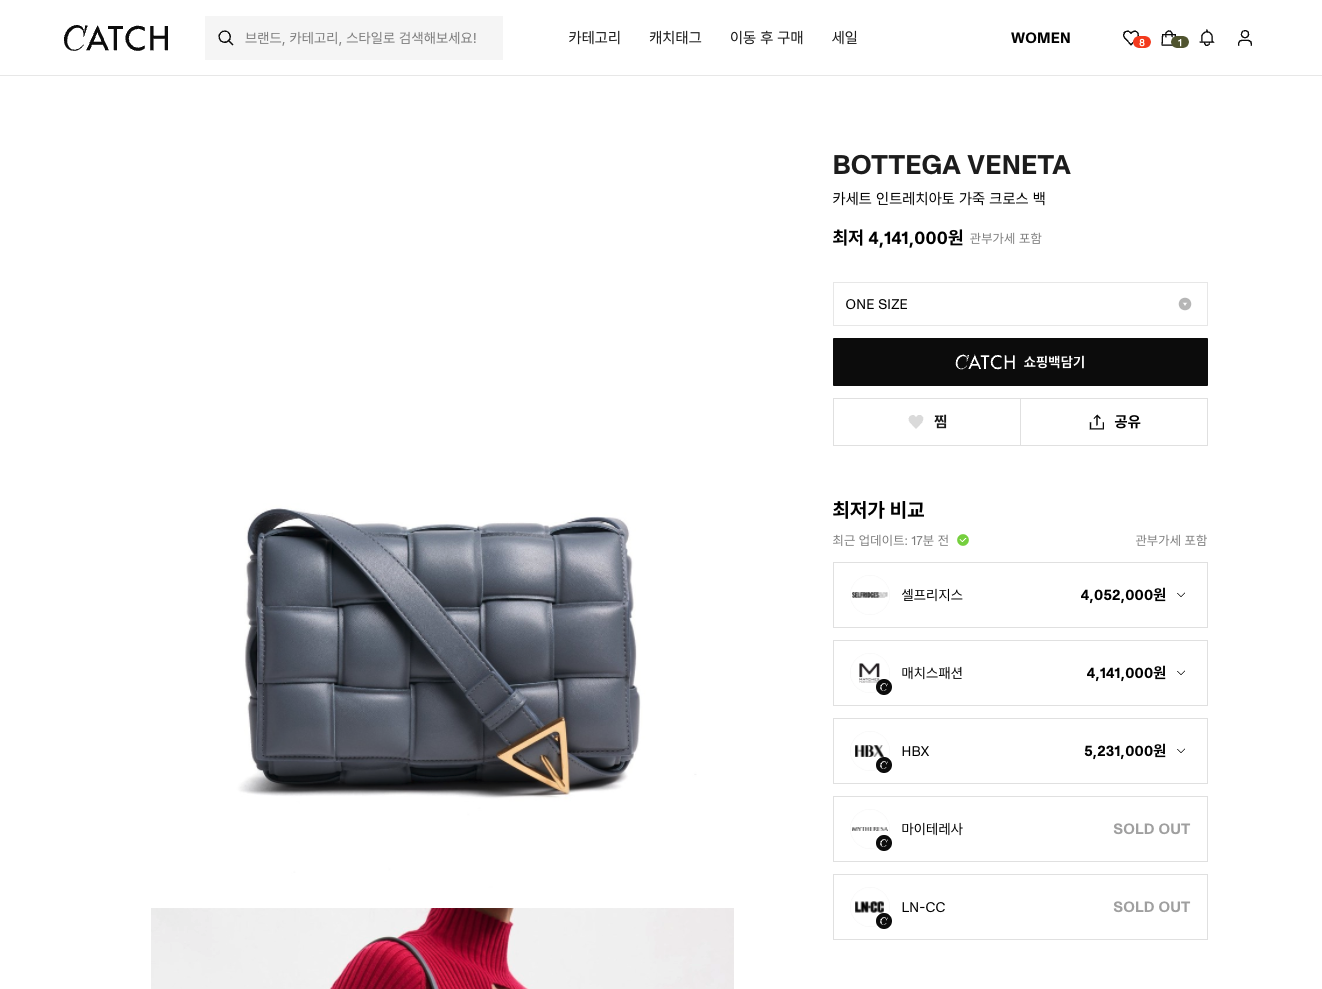 CATCH
브랜드, 카테고리, 스타일로 검색해보세요!
카테고리
캐치태그
이동 후 구매
세일
WOMEN
8
1
BOTTEGA VENETA
카세트 인트레치아토 가죽 크로스 백
최저 4,141,000원 관부가세 포함
ONE SIZE
CATCH 쇼핑백담기
찜
공유
최저가 비교
최근 업데이트: 17분 전
관부가세 포함
SELFRIDGES
셀프리지스
4,052,000원
M
매치스패션
4,141,000원
HBX
HBX
5,231,000원
MYTHERESA
마이테레사
SOLD OUT
LN-CC
LN-CC
SOLD OUT